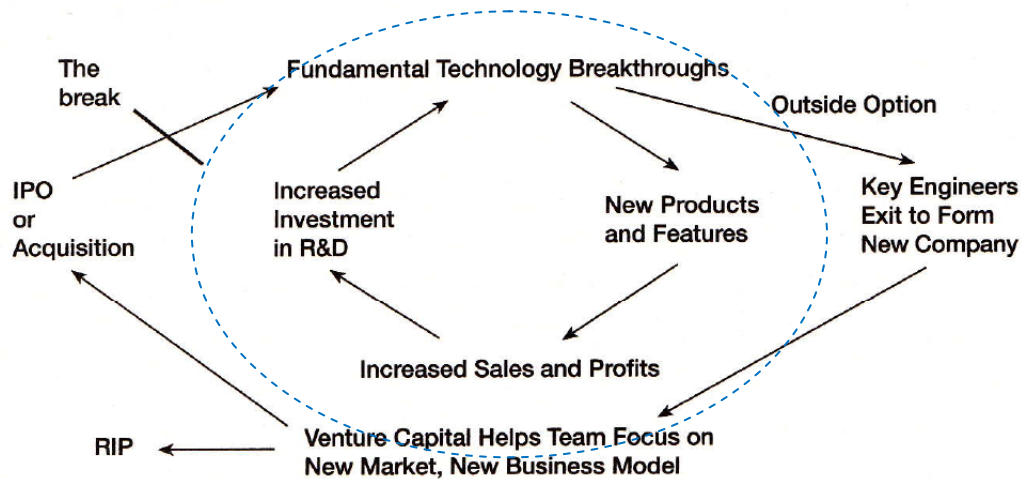 Fundamental Technology Breakthroughs
The
break
Outside Option
IPO
or
Acquisition
Increased
Investment
in R&D
New Products
and Features
Key Engineers
Exit to Form
New Company
Increased Sales and Profits
RIP
Venture Capital Helps Team Focus on
New Market, New Business Model